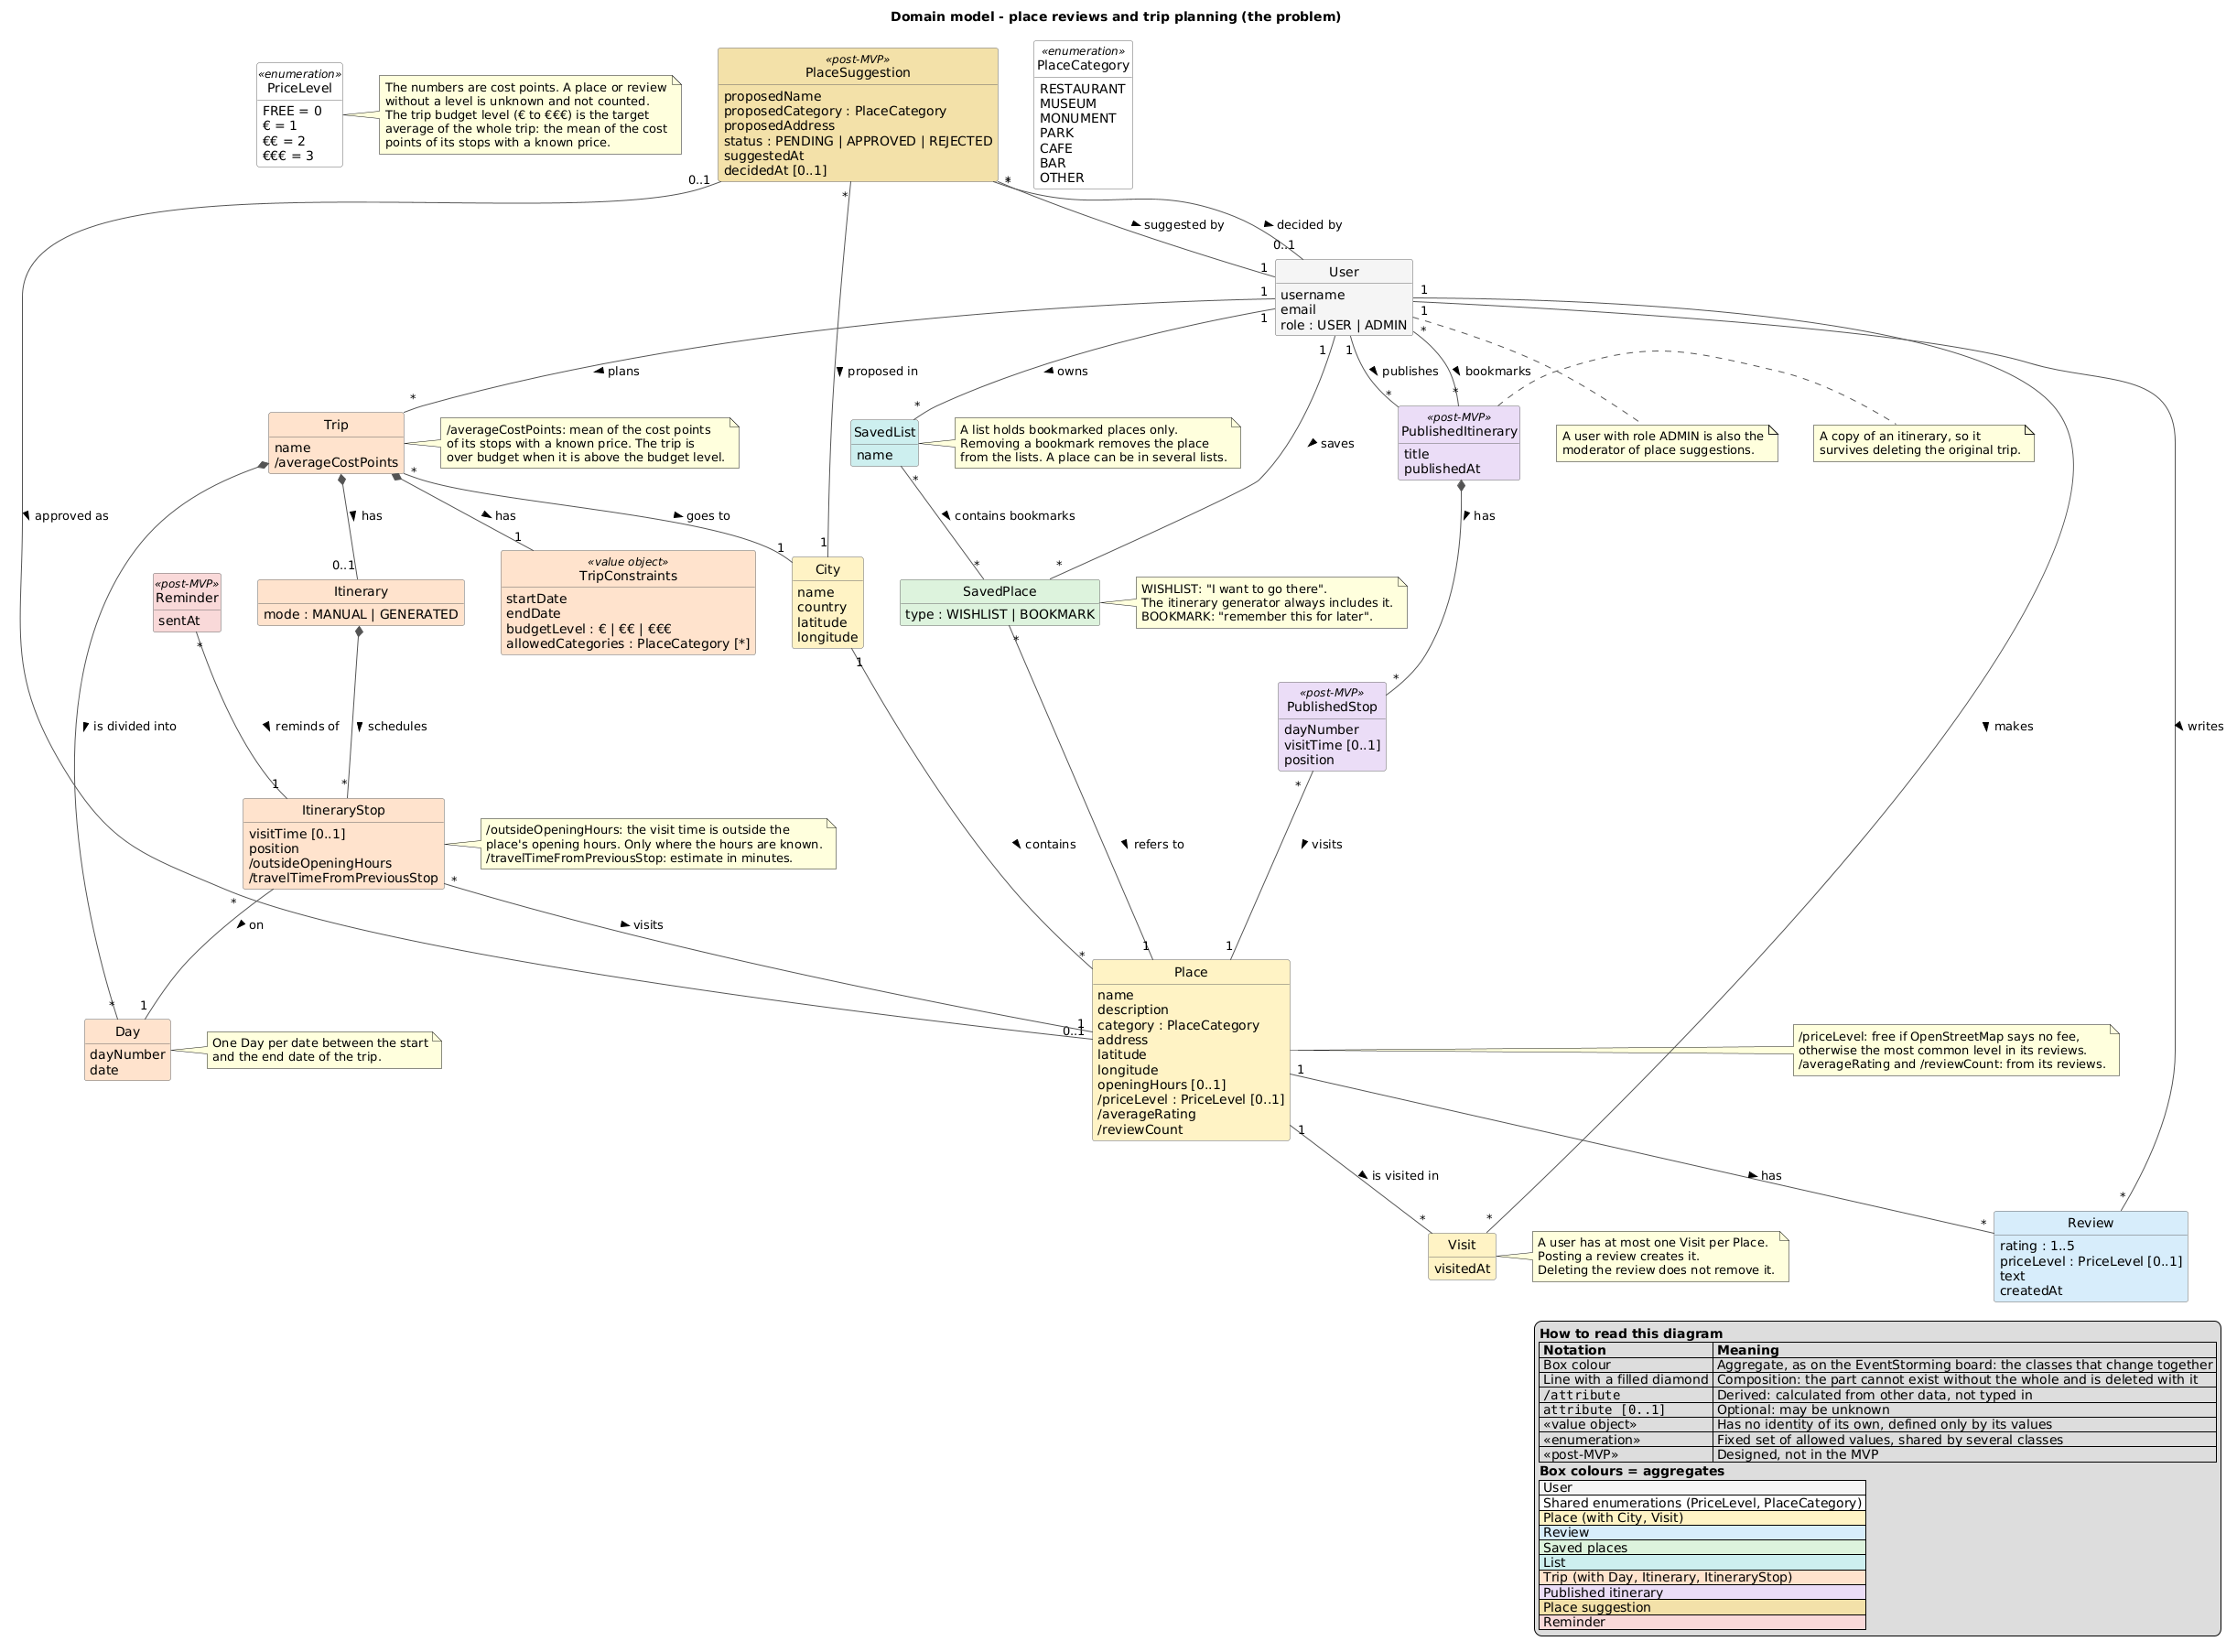 Domain model - place reviews and trip planning (the problem)
«enumeration»
PriceLevel
FREE = 0
€ = 1
€€ = 2
€€€ = 3
The numbers are cost points. A place or review
without a level is unknown and not counted.
The trip budget level (€ to €€€) is the target
average of the whole trip: the mean of the cost
points of its stops with a known price.
«post-MVP»
PlaceSuggestion
proposedName
proposedCategory : PlaceCategory
proposedAddress
status : PENDING | APPROVED | REJECTED
suggestedAt
decidedAt [0..1]
«enumeration»
PlaceCategory
RESTAURANT
MUSEUM
MONUMENT
PARK
CAFE
BAR
OTHER
0..1
*
*
*
suggested by
decided by
0..1
1
User
username
email
role : USER | ADMIN
1
1
1
1
1
1
*
plans
proposed in
owns
saves
publishes
bookmarks
*
*
*
*
Trip
name
/averageCostPoints
/averageCostPoints: mean of the cost points
of its stops with a known price. The trip is
over budget when it is above the budget level.
SavedList
name
A list holds bookmarked places only.
Removing a bookmark removes the place
from the lists. A place can be in several lists.
«post-MVP»
PublishedItinerary
title
publishedAt
A user with role ADMIN is also the
moderator of place suggestions.
A copy of an itinerary, so it
survives deleting the original trip.
*
*
approved as
has
has
goes to
contains bookmarks
has
0..1
1
1
1
*
*
«post-MVP»
Reminder
sentAt
Itinerary
mode : MANUAL | GENERATED
«value object»
TripConstraints
startDate
endDate
budgetLevel : € | €€ | €€€
allowedCategories : PlaceCategory [*]
City
name
country
latitude
longitude
SavedPlace
type : WISHLIST | BOOKMARK
WISHLIST: "I want to go there".
The itinerary generator always includes it.
BOOKMARK: "remember this for later".
*
1
*
*
«post-MVP»
PublishedStop
dayNumber
visitTime [0..1]
position
is divided into
reminds of
schedules
makes
writes
1
*
*
ItineraryStop
visitTime [0..1]
position
/outsideOpeningHours
/travelTimeFromPreviousStop
/outsideOpeningHours: the visit time is outside the
place's opening hours. Only where the hours are known.
/travelTimeFromPreviousStop: estimate in minutes.
contains
refers to
visits
*
*
on
visits
*
1
1
*
1
1
0..1
Day
dayNumber
date
One Day per date between the start
and the end date of the trip.
Place
name
description
category : PlaceCategory
address
latitude
longitude
openingHours [0..1]
/priceLevel : PriceLevel [0..1]
/averageRating
/reviewCount
/priceLevel: free if OpenStreetMap says no fee,
otherwise the most common level in its reviews.
/averageRating and /reviewCount: from its reviews.
1
1
is visited in
has
*
*
*
*
Visit
visitedAt
A user has at most one Visit per Place.
Posting a review creates it.
Deleting the review does not remove it.
Review
rating : 1..5
priceLevel : PriceLevel [0..1]
text
createdAt
How to read this diagram
Notation Meaning
Box colour Aggregate, as on the EventStorming board: the classes that change together
Line with a filled diamond Composition: the part cannot exist without the whole and is deleted with it
/attribute Derived: calculated from other data, not typed in
attribute [0..1] Optional: may be unknown
«value object» Has no identity of its own, defined only by its values
«enumeration» Fixed set of allowed values, shared by several classes
«post-MVP» Designed, not in the MVP
Box colours = aggregates
User
Shared enumerations (PriceLevel, PlaceCategory)
Place (with City, Visit)
Review
Saved places
List
Trip (with Day, Itinerary, ItineraryStop)
Published itinerary
Place suggestion
Reminder